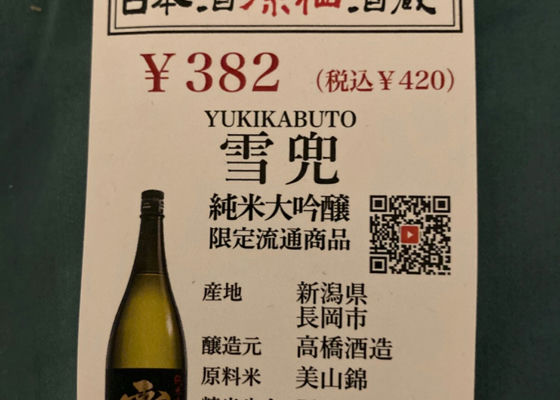 日本酒原価酒蔵
￥382 (税込￥420)
YUKIKABUTO
雪兜
純米大吟醸
限定流通商品
産地 新潟県
長岡市
醸造元 高橋酒造
原料米 美山錦